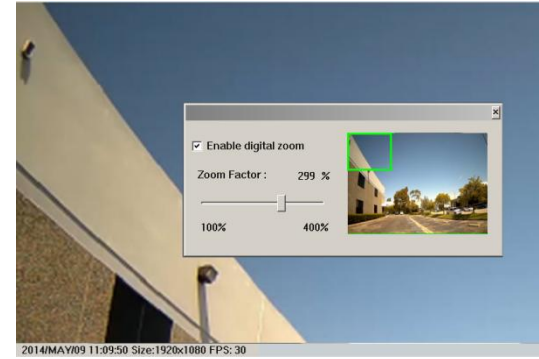 Enable digital zoom
Zoom Factor : 299 %
100% 400%
2014/MAY/09 11:09:50 Size:1920x1080 FPS: 30